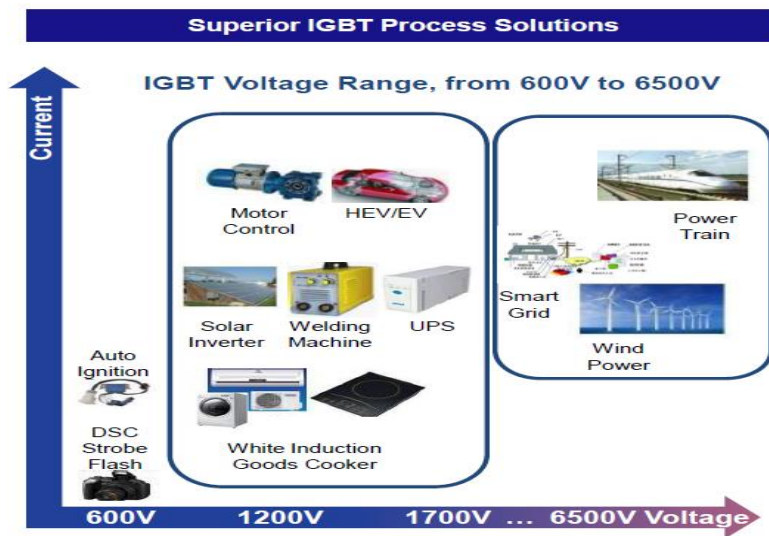 Superior IGBT Process Solutions
IGBT Voltage Range, from 600V to 6500V
Current
Motor
Control
HEV/EV
Power
Train
Solar
Inverter
Welding
Machine
UPS
Smart
Grid
Wind
Power
Auto
Ignition
DSC
Strobe
Flash
White Induction
Goods Cooker
600V 1200V 1700V ... 6500V Voltage